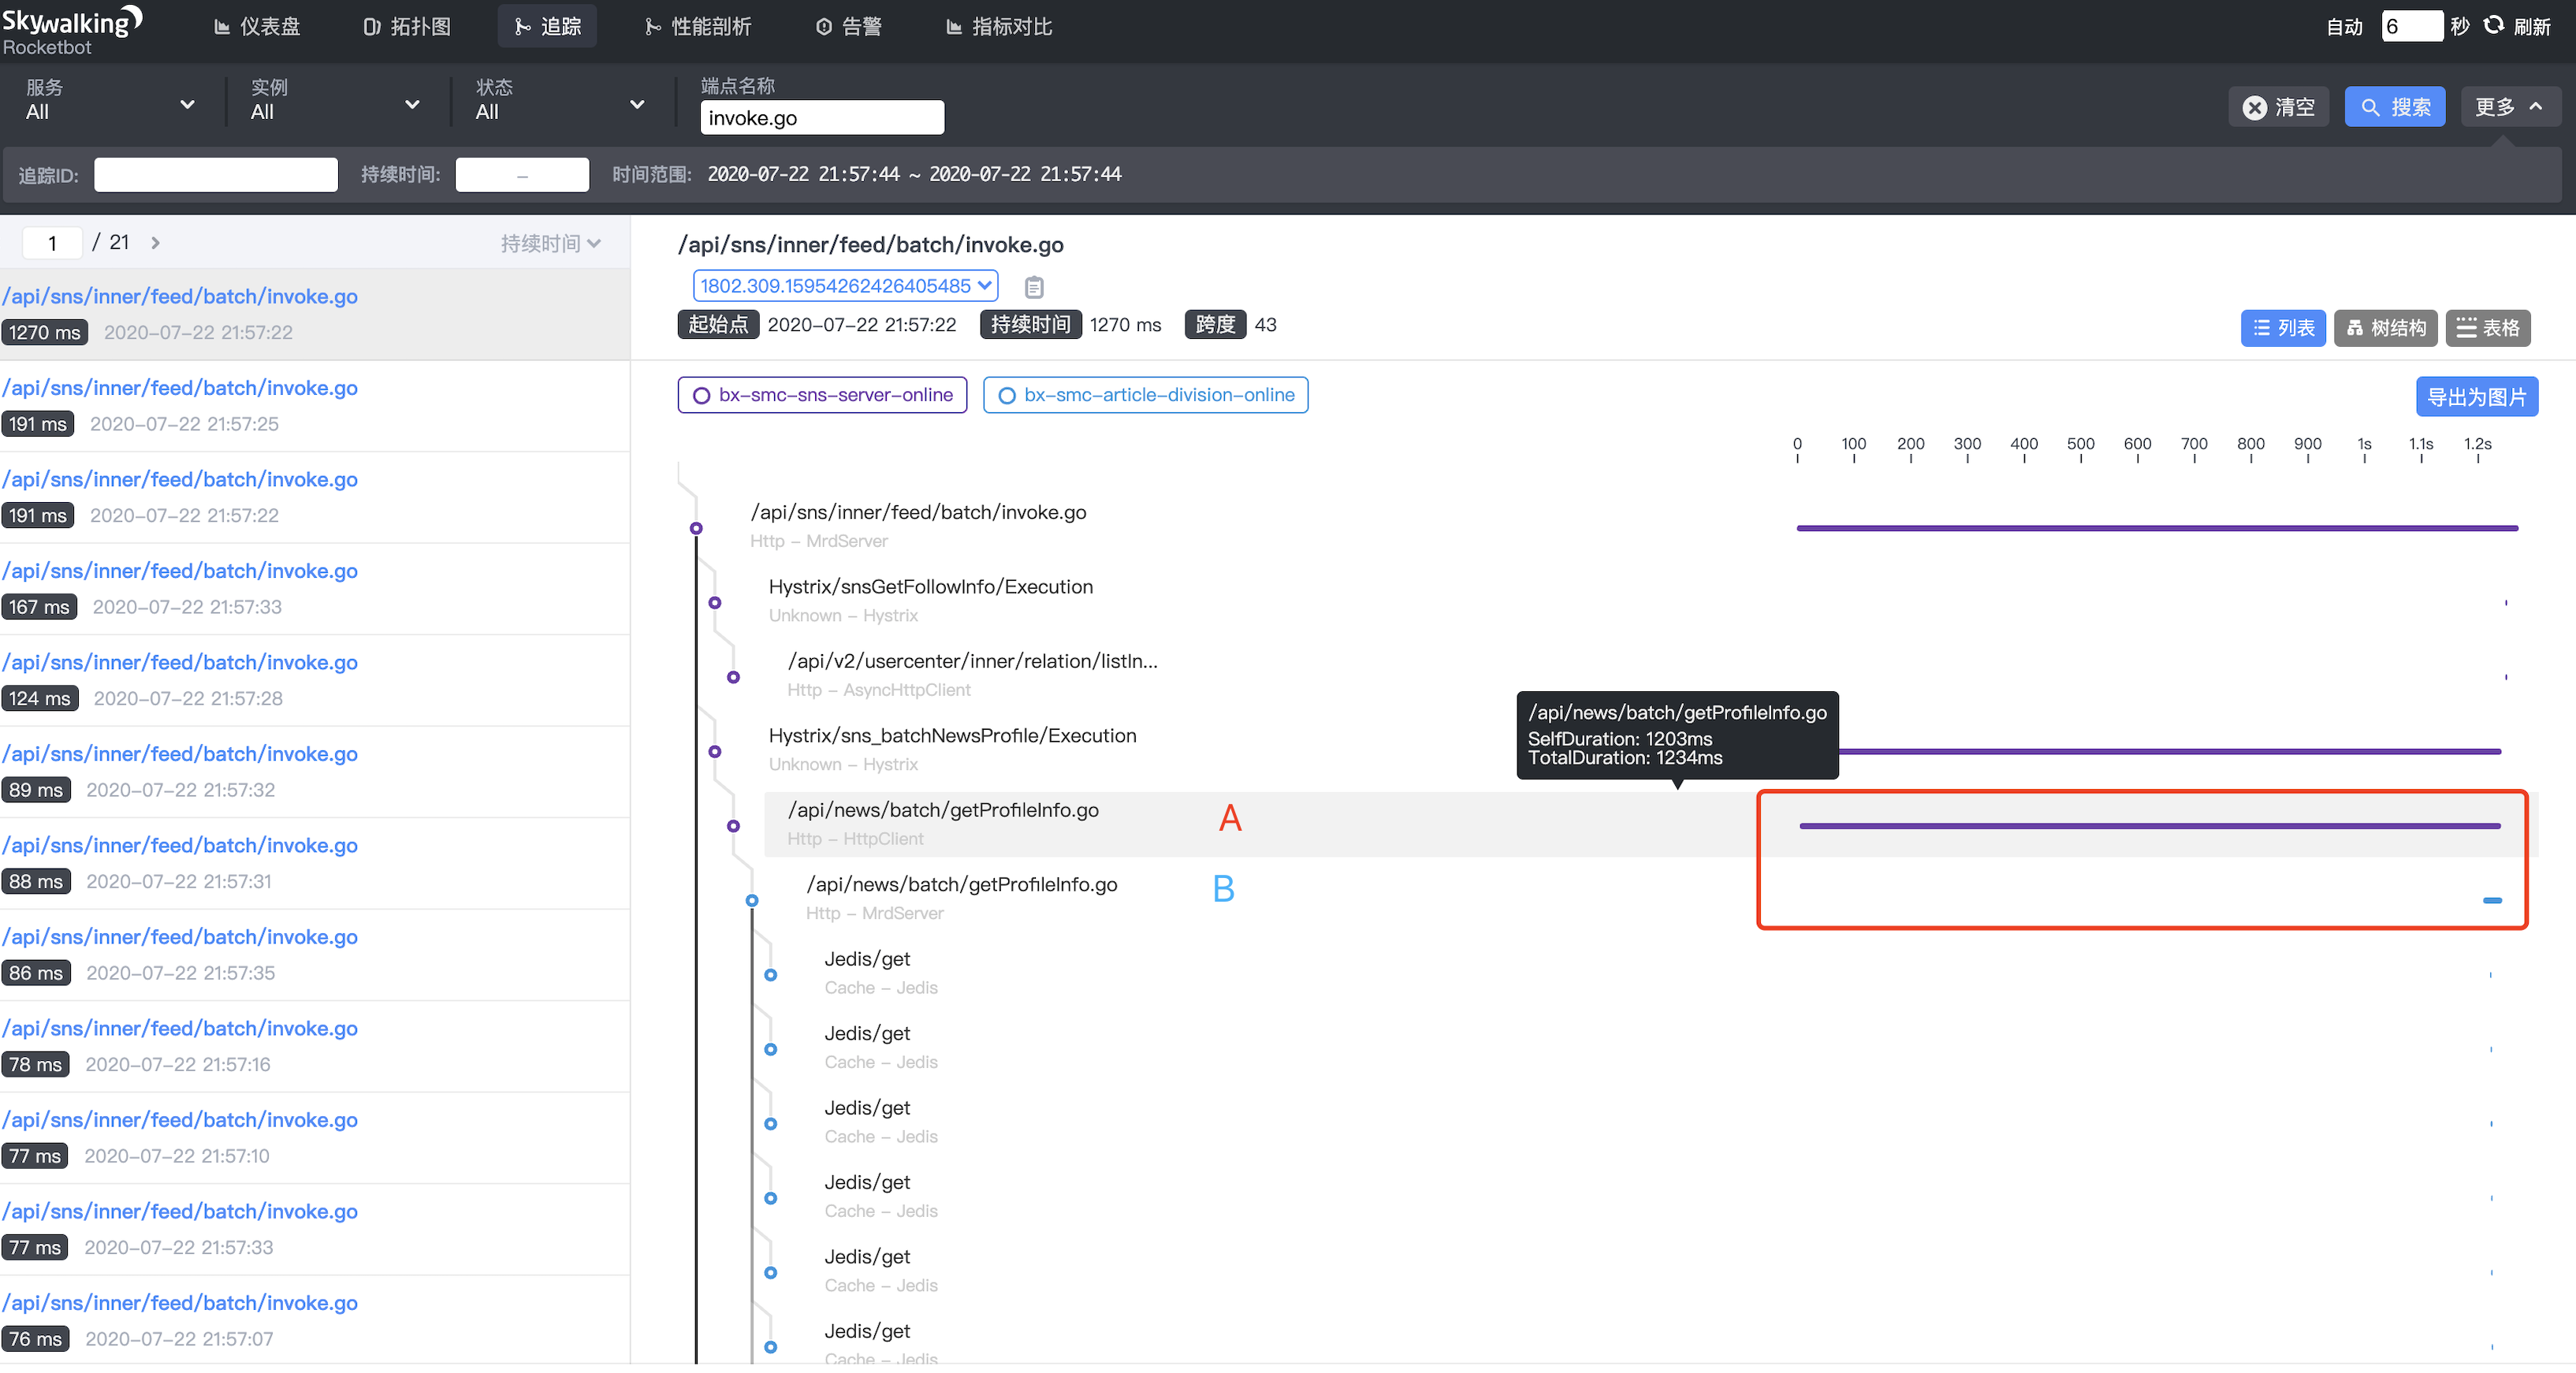 Skywalking
Rocketbot
仪表盘
拓扑图
追踪
性能剖析
告警
指标对比
自动 6 秒 刷新
服务
All
实例
All
状态
All
端点名称
invoke.go
清空
搜索
更多
追踪ID:
持续时间: –
时间范围: 2020-07-22 21:57:44 ~ 2020-07-22 21:57:44
1 / 21
持续时间
/api/sns/inner/feed/batch/invoke.go
1270 ms 2020-07-22 21:57:22
/api/sns/inner/feed/batch/invoke.go
191 ms 2020-07-22 21:57:25
/api/sns/inner/feed/batch/invoke.go
191 ms 2020-07-22 21:57:22
/api/sns/inner/feed/batch/invoke.go
167 ms 2020-07-22 21:57:33
/api/sns/inner/feed/batch/invoke.go
124 ms 2020-07-22 21:57:28
/api/sns/inner/feed/batch/invoke.go
89 ms 2020-07-22 21:57:32
/api/sns/inner/feed/batch/invoke.go
88 ms 2020-07-22 21:57:31
/api/sns/inner/feed/batch/invoke.go
86 ms 2020-07-22 21:57:35
/api/sns/inner/feed/batch/invoke.go
78 ms 2020-07-22 21:57:16
/api/sns/inner/feed/batch/invoke.go
77 ms 2020-07-22 21:57:10
/api/sns/inner/feed/batch/invoke.go
77 ms 2020-07-22 21:57:33
/api/sns/inner/feed/batch/invoke.go
76 ms 2020-07-22 21:57:07
/api/sns/inner/feed/batch/invoke.go
1802.309.15954262426405485
起始点 2020-07-22 21:57:22 持续时间 1270 ms 跨度 43
列表
树结构
表格
bx-smc-sns-server-online
bx-smc-article-division-online
导出为图片
0 100 200 300 400 500 600 700 800 900 1s 1.1s 1.2s
/api/sns/inner/feed/batch/invoke.go
Http - MrdServer
Hystrix/snsGetFollowInfo/Execution
Unknown - Hystrix
/api/v2/usercenter/inner/relation/listIn...
Http - AsyncHttpClient
Hystrix/sns_batchNewsProfile/Execution
Unknown - Hystrix
/api/news/batch/getProfileInfo.go
SelfDuration: 1203ms
TotalDuration: 1234ms
/api/news/batch/getProfileInfo.go
Http - HttpClient
A
/api/news/batch/getProfileInfo.go
Http - MrdServer
B
Jedis/get
Cache - Jedis
Jedis/get
Cache - Jedis
Jedis/get
Cache - Jedis
Jedis/get
Cache - Jedis
Jedis/get
Cache - Jedis
Jedis/get
Cache - Jedis